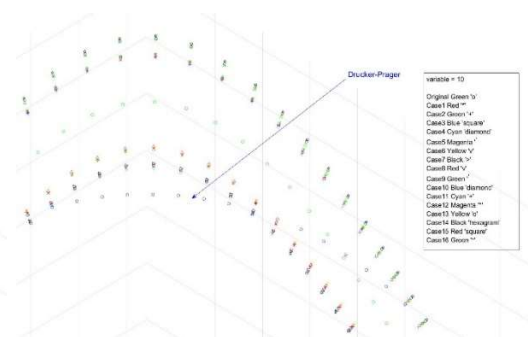 Drucker-Prager
variable = 10
Original Green 'o'
Case1 Red '*'
Case2 Green '+'
Case3 Blue 'square'
Case4 Cyan 'diamond'
Case5 Magenta
Case6 Yellow 'v'
Case7 Black '>'
Case8 Red 'v'
Case9 Green
Case10 Blue 'diamond'
Case11 Cyan '+'
Case12 Magenta '*'
Case13 Yellow 'o'
Case14 Black 'hexagram'
Case15 Red 'square'
Case16 Green